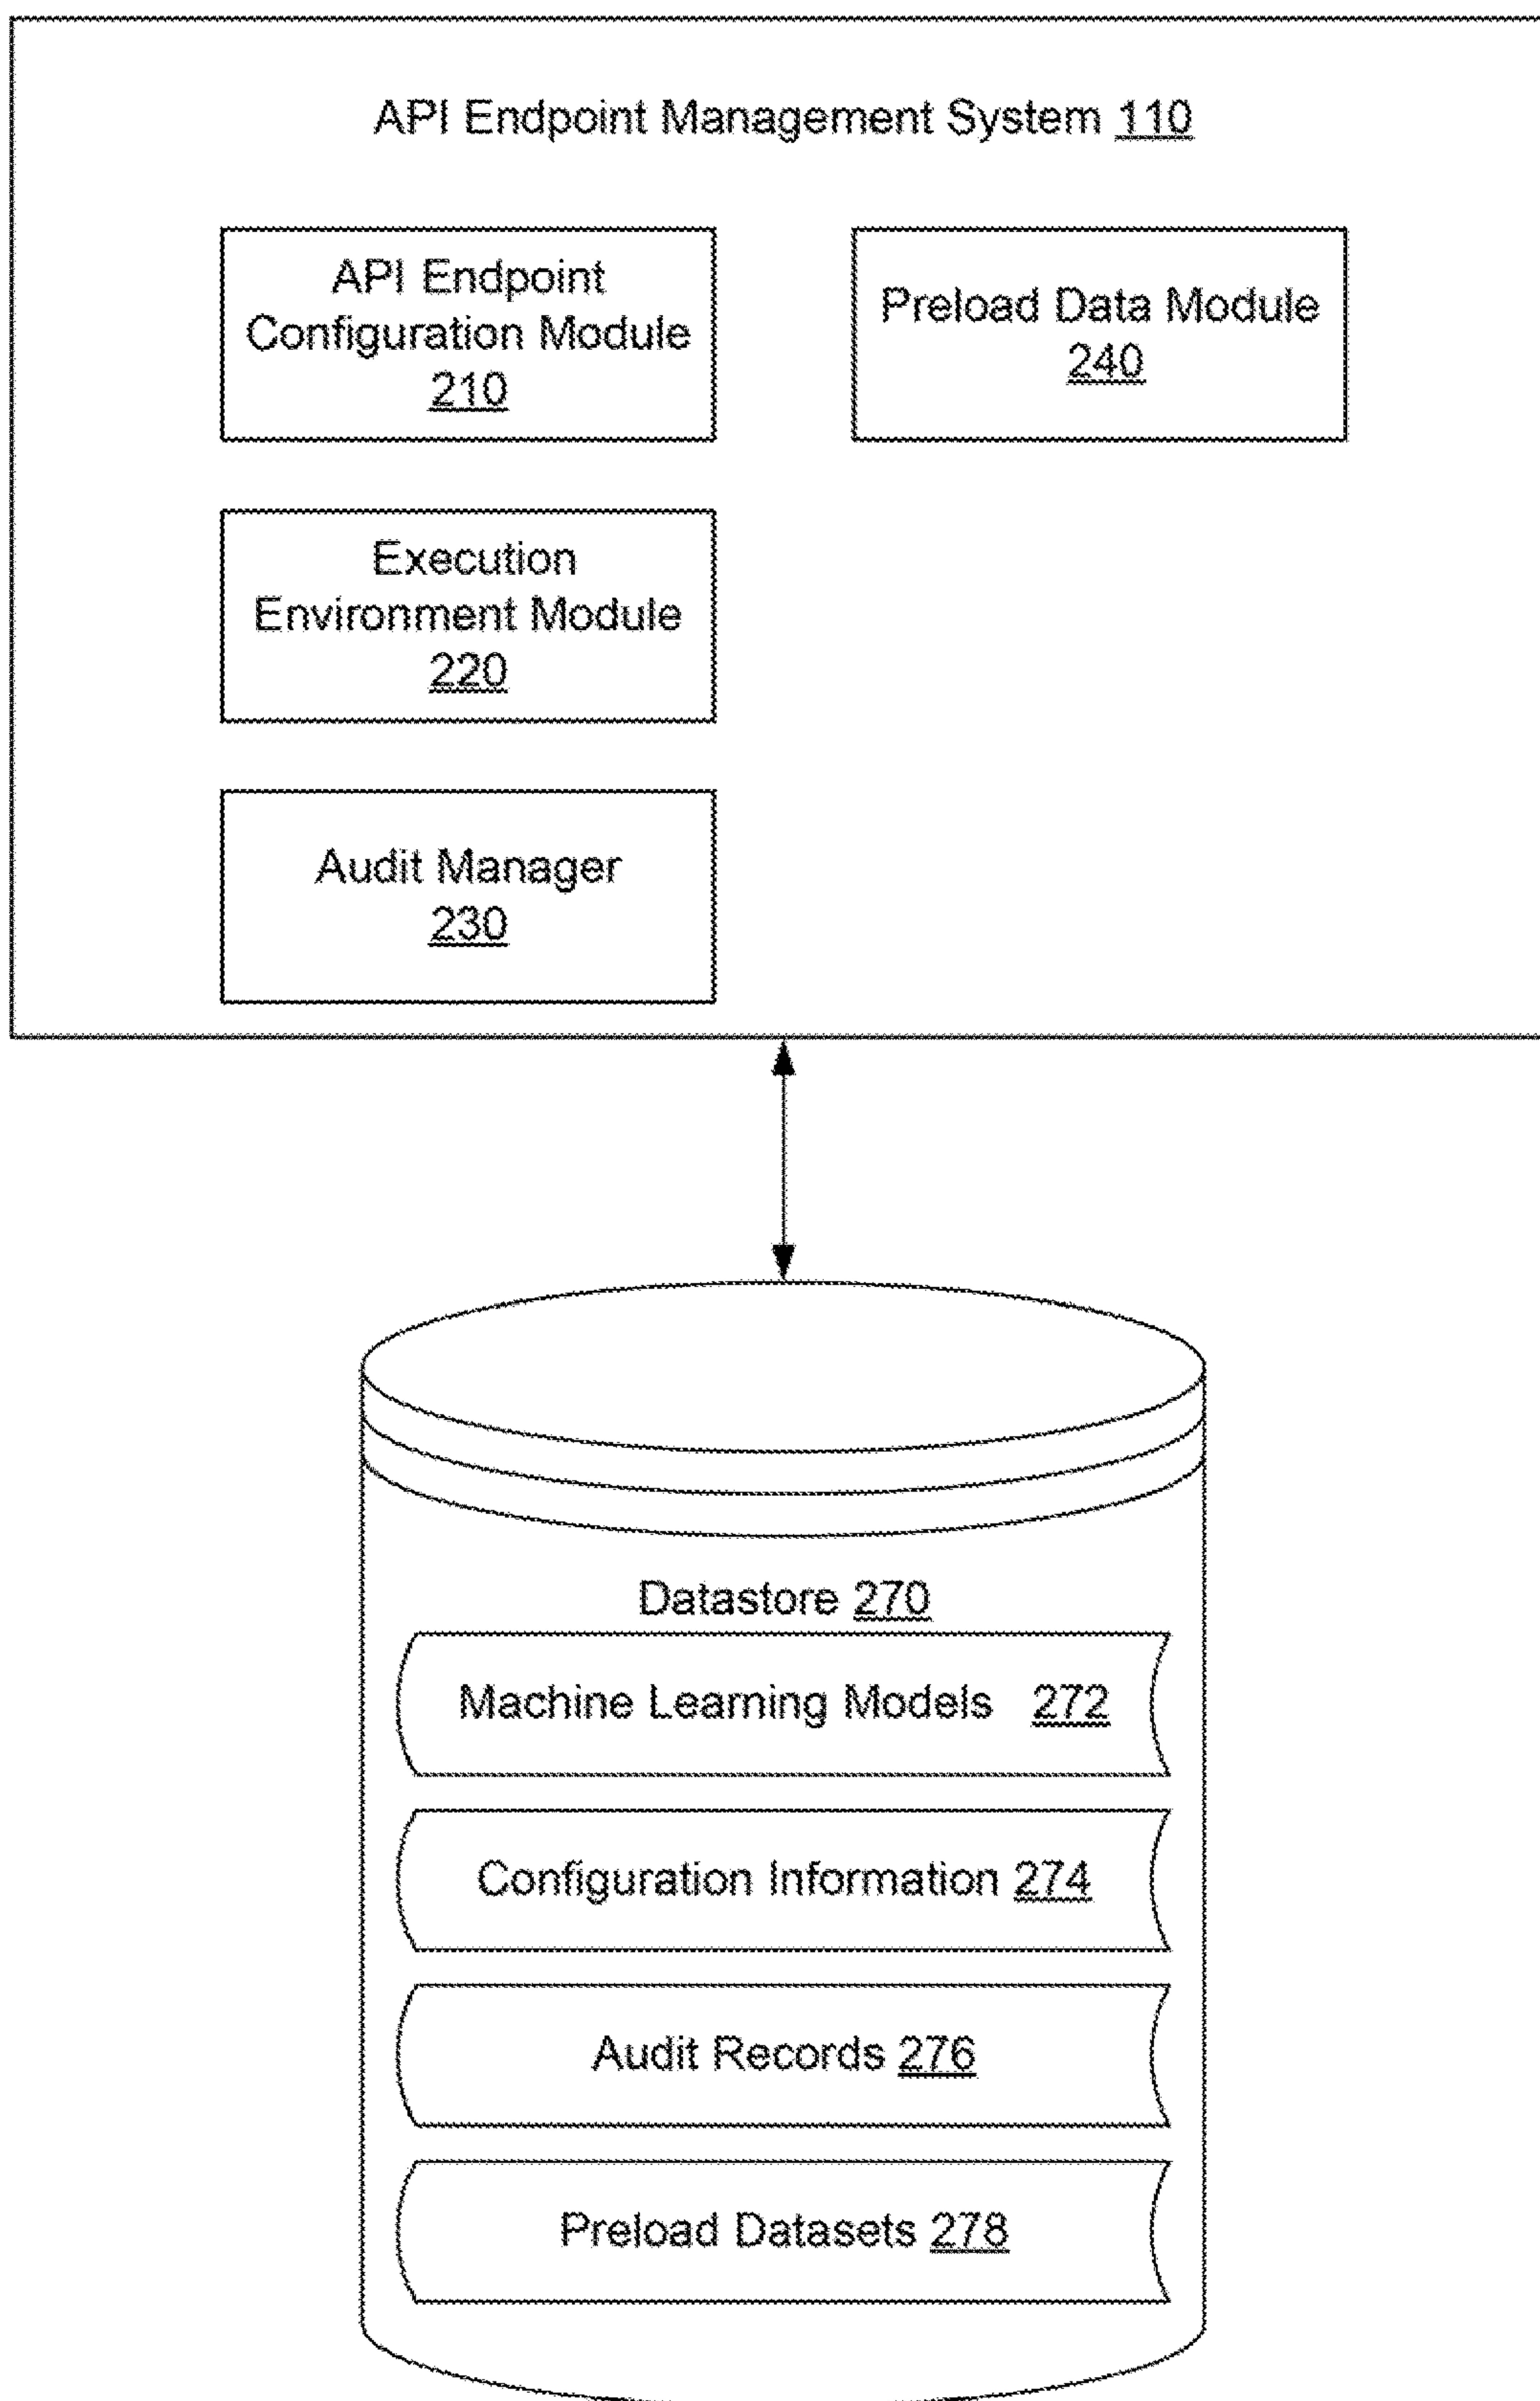 API Endpoint Management System 110
API Endpoint
Configuration Module
210
Preload Data Module
240
Execution
Environment Module
220
Audit Manager
230
Datastore 270
Machine Learning Models 272
Configuration Information 274
Audit Records 276
Preload Datasets 278